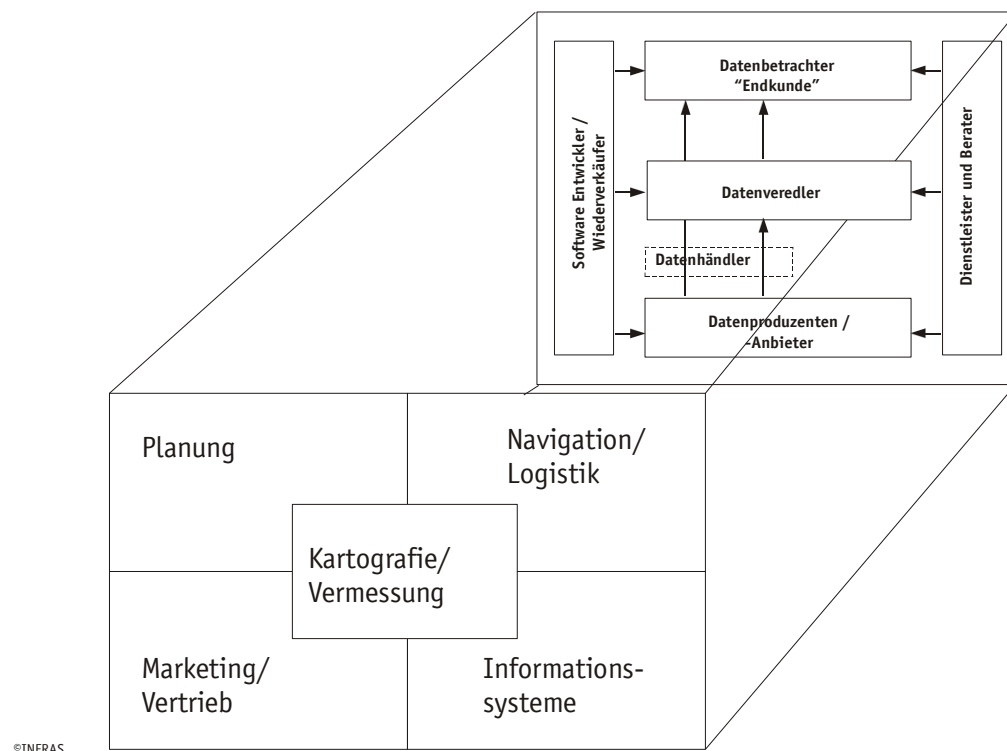 Datenbetrachter
“Endkunde”
Software Entwickler /
Wiederverkäufer
Datenveredler
Dienstleister und Berater
Datenhändler
Datenproduzenten /
-Anbieter
Planung
Navigation/
Logistik
Kartografie/
Vermessung
Marketing/
Vertrieb
Informations-
systeme
©INFRAS